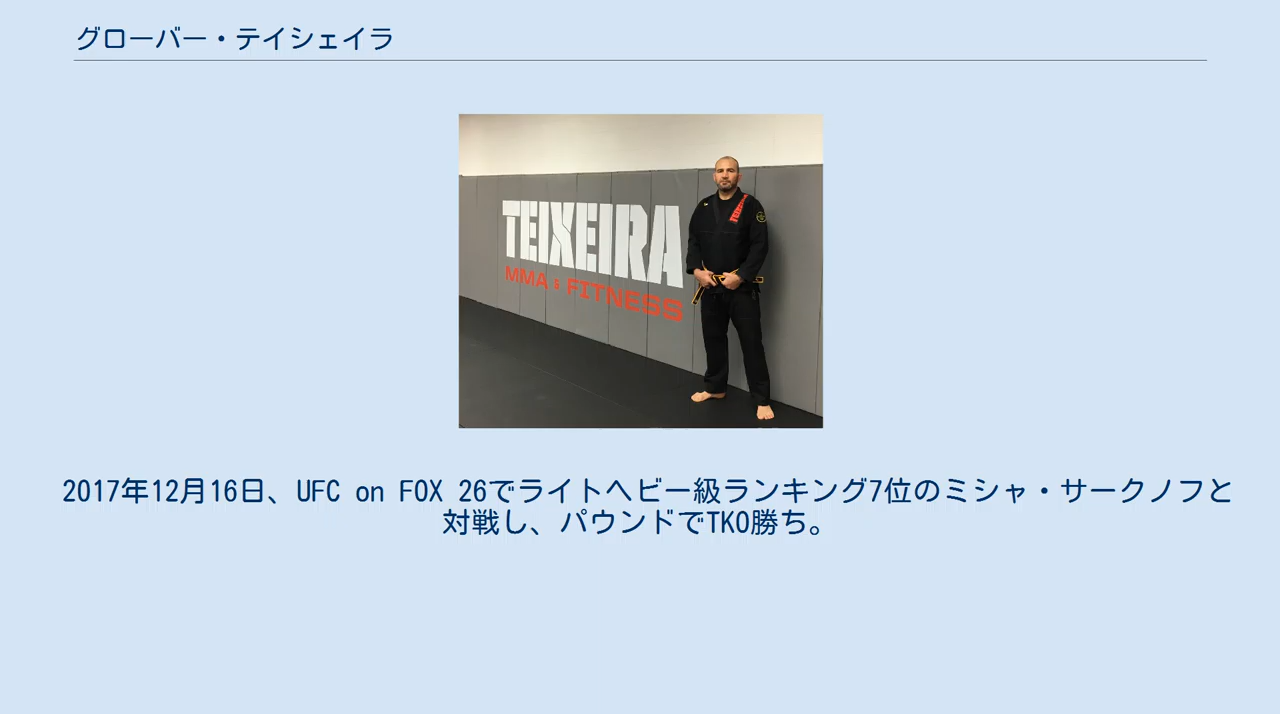 グローバー・テイシェイラ
TEIXEIRA
MMA & FITNESS
2017年12月16日、UFC on FOX 26でライトヘビー級ランキング7位のミシャ・サークノフと
対戦し、パウンドでTKO勝ち。